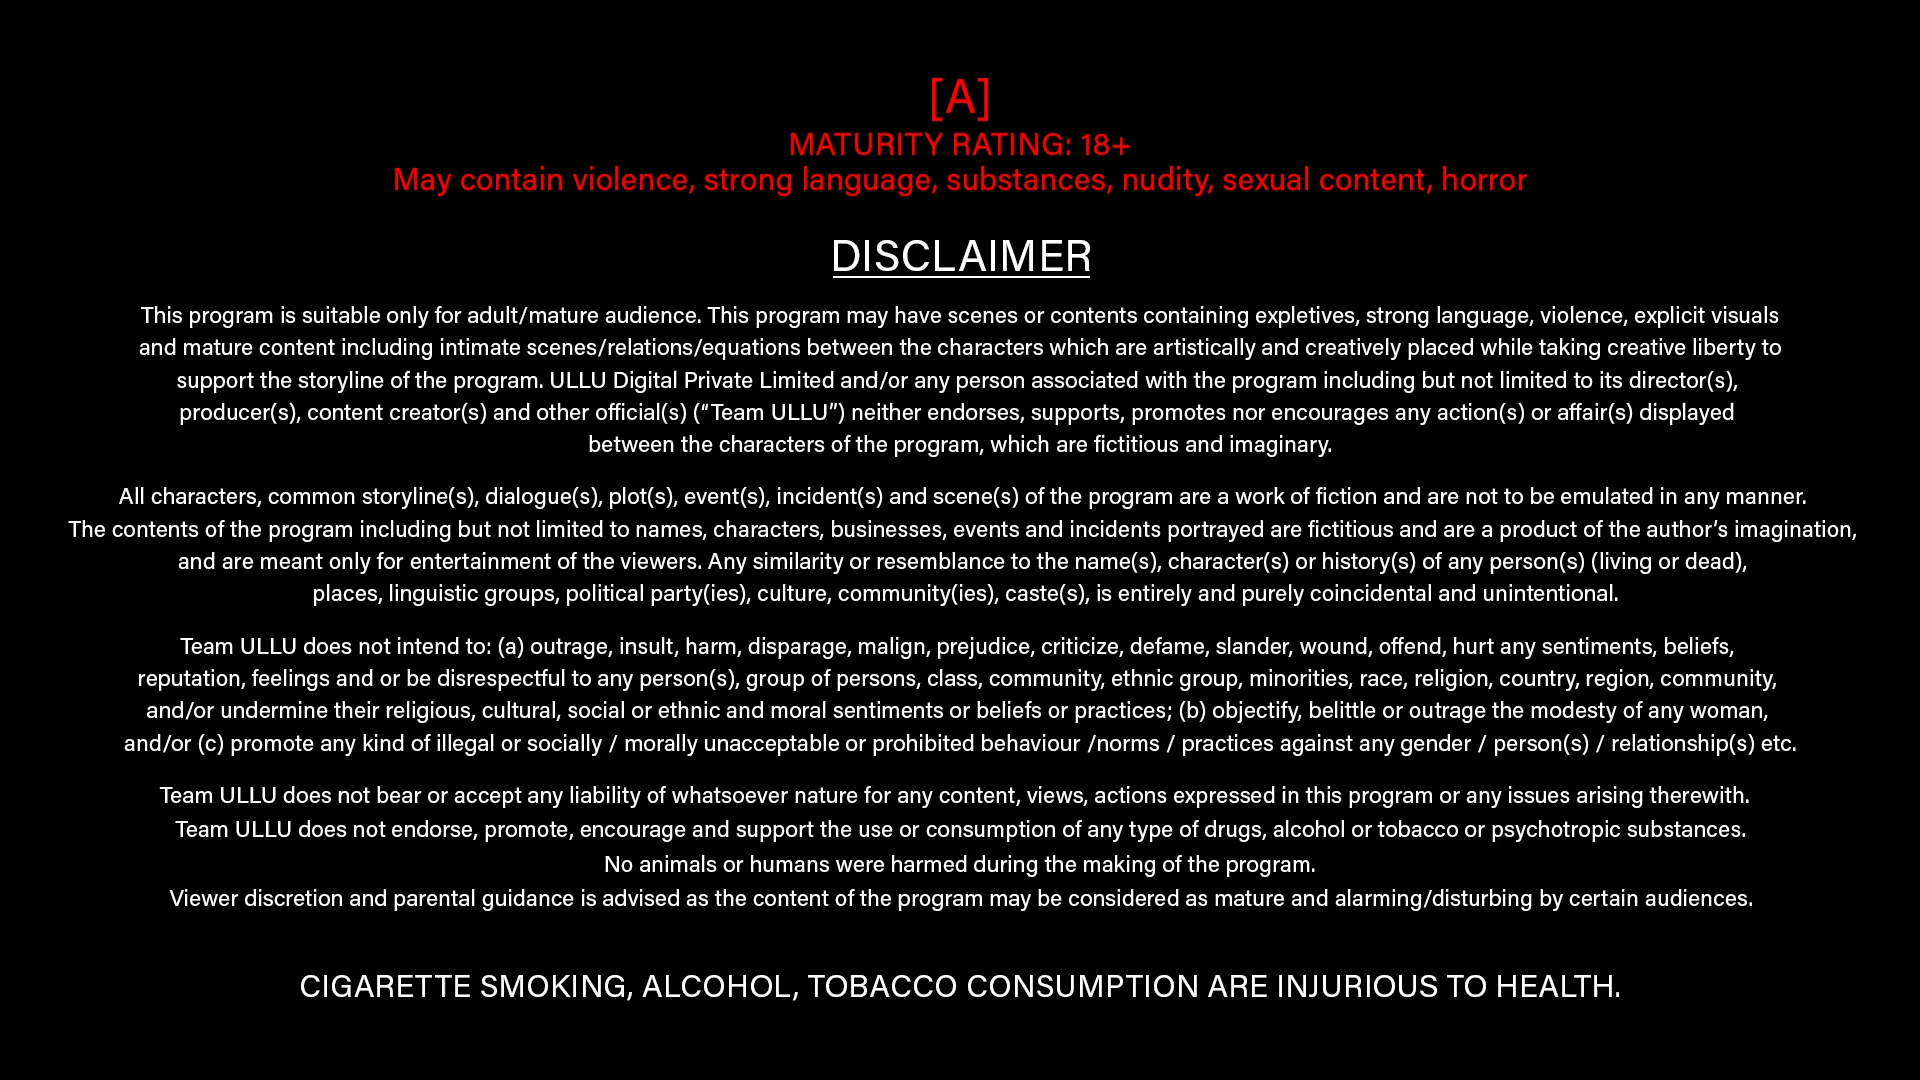 [A]
MATURITY RATING: 18+
May contain violence, strong language, substances, nudity, sexual content, horror
DISCLAIMER
This program is suitable only for adult/mature audience. This program may have scenes or contents containing expletives, strong language, violence, explicit visuals
and mature content including intimate scenes/relations/equations between the characters which are artistically and creatively placed while taking creative liberty to
support the storyline of the program. ULLU Digital Private Limited and/or any person associated with the program including but not limited to its director(s),
producer(s), content creator(s) and other official(s) (“Team ULLU”) neither endorses, supports, promotes nor encourages any action(s) or affair(s) displayed
between the characters of the program, which are fictitious and imaginary.
All characters, common storyline(s), dialogue(s), plot(s), event(s), incident(s) and scene(s) of the program are a work of fiction and are not to be emulated in any manner.
The contents of the program including but not limited to names, characters, businesses, events and incidents portrayed are fictitious and are a product of the author’s imagination,
and are meant only for entertainment of the viewers. Any similarity or resemblance to the name(s), character(s) or history(s) of any person(s) (living or dead),
places, linguistic groups, political party(ies), culture, community(ies), caste(s), is entirely and purely coincidental and unintentional.
Team ULLU does not intend to: (a) outrage, insult, harm, disparage, malign, prejudice, criticize, defame, slander, wound, offend, hurt any sentiments, beliefs,
reputation, feelings and or be disrespectful to any person(s), group of persons, class, community, ethnic group, minorities, race, religion, country, region, community,
and/or undermine their religious, cultural, social or ethnic and moral sentiments or beliefs or practices; (b) objectify, belittle or outrage the modesty of any woman,
and/or (c) promote any kind of illegal or socially / morally unacceptable or prohibited behaviour /norms / practices against any gender / person(s) / relationship(s) etc.
Team ULLU does not bear or accept any liability of whatsoever nature for any content, views, actions expressed in this program or any issues arising therewith.
Team ULLU does not endorse, promote, encourage and support the use or consumption of any type of drugs, alcohol or tobacco or psychotropic substances.
No animals or humans were harmed during the making of the program.
Viewer discretion and parental guidance is advised as the content of the program may be considered as mature and alarming/disturbing by certain audiences.
CIGARETTE SMOKING, ALCOHOL, TOBACCO CONSUMPTION ARE INJURIOUS TO HEALTH.